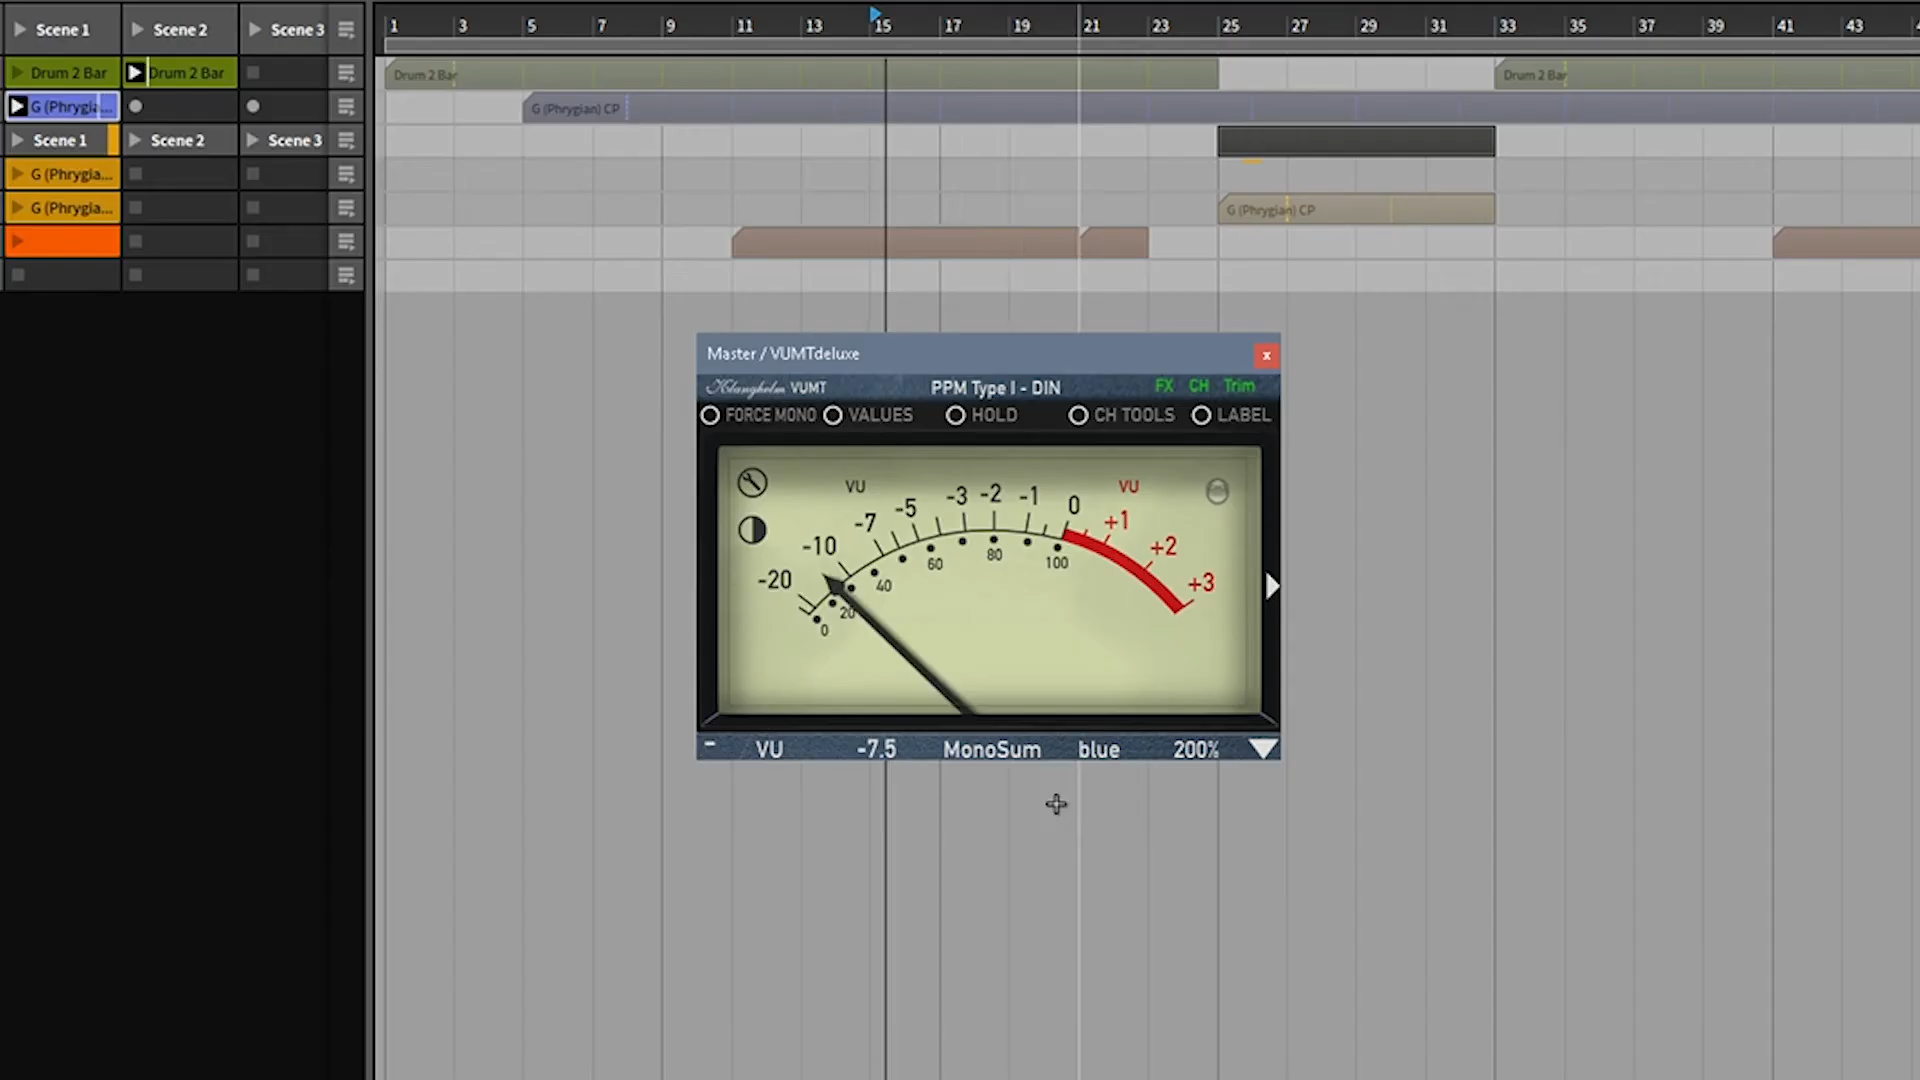 Scene 1 Scene 2 Scene 3
1 3 5 7 9 11 13 15 17 19 21 23 25 27 29 31 33 35 37 39 41 43
Drum 2 Bar Drum 2 Bar
Drum 2 Bar Drum 2 Bar
G (Phrygia...
G (Phrygian) CP
Scene 1 Scene 2 Scene 3
G (Phrygia...
G (Phrygia...
G (Phrygian) CP
Master / VUMTdeluxe x
Klanghelm VUMT PPM Type I - DIN FX CH Trim
FORCE MONO VALUES HOLD CH TOOLS LABEL
VU VU
-20 -10 -7 -5 -3 -2 -1 0 +1 +2 +3
0 20 40 60 80 100
- VU -7.5 MonoSum blue 200%